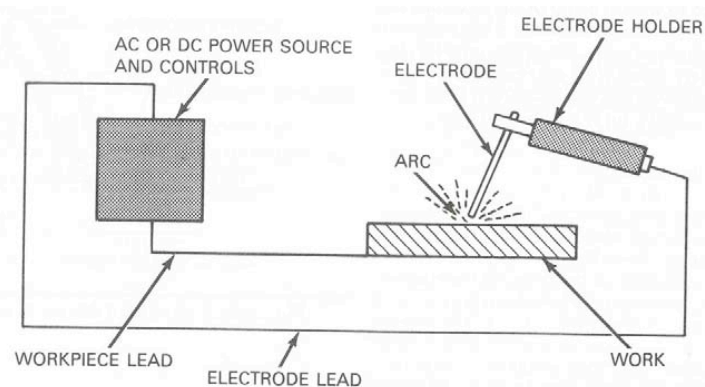 AC OR DC POWER SOURCE
AND CONTROLS
ELECTRODE HOLDER
ELECTRODE
ARC
WORKPIECE LEAD
ELECTRODE LEAD
WORK